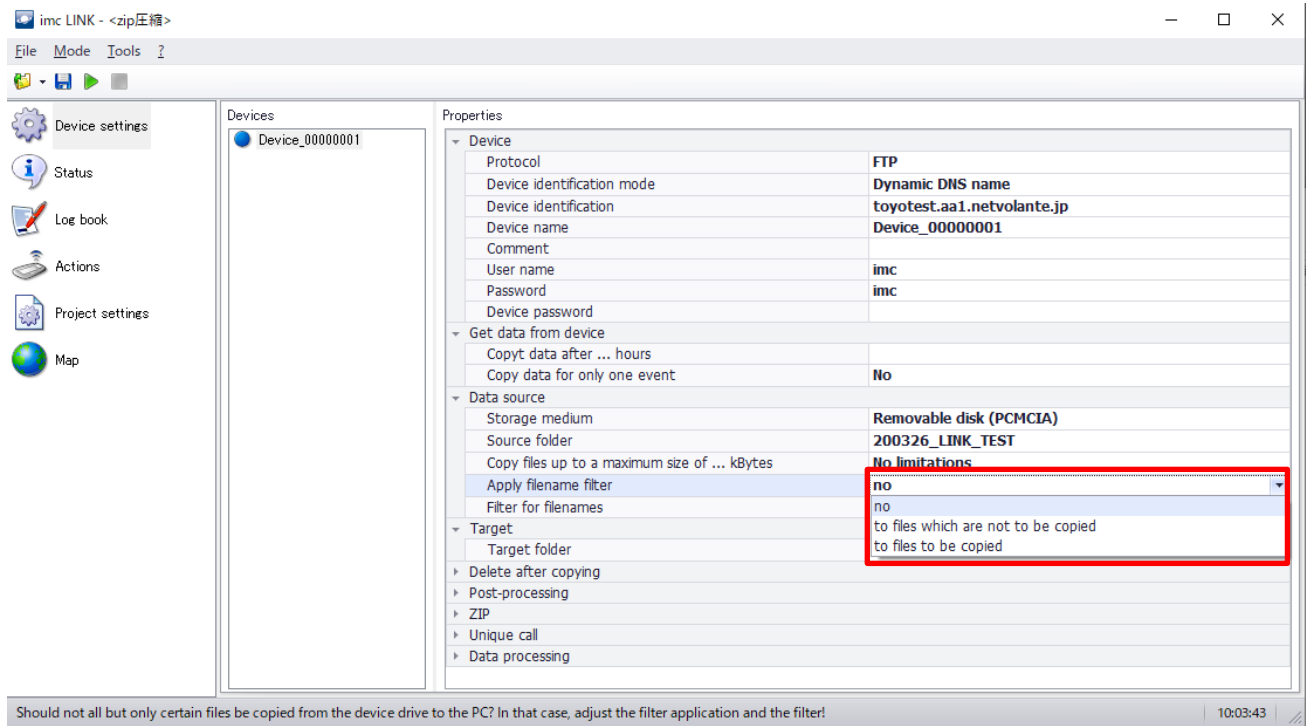 imc LINK - <zip圧縮>
File Mode Tools ?
Device settings
Status
Log book
Actions
Project settings
Map
Devices
Device_00000001
Properties
Device
Protocol FTP
Device identification mode Dynamic DNS name
Device identification toyotest.aa1.netvolante.jp
Device name Device_00000001
Comment
User name imc
Password imc
Device password
Get data from device
Copyt data after ... hours
Copy data for only one event No
Data source
Storage medium Removable disk (PCMCIA)
Source folder 200326_LINK_TEST
Copy files up to a maximum size of ... kBytes No limitations
Apply filename filter no
Filter for filenames no
to files which are not to be copied
Target
Target folder to files to be copied
Delete after copying
Post-processing
ZIP
Unique call
Data processing
Should not all but only certain files be copied from the device drive to the PC? In that case, adjust the filter application and the filter! 10:03:43